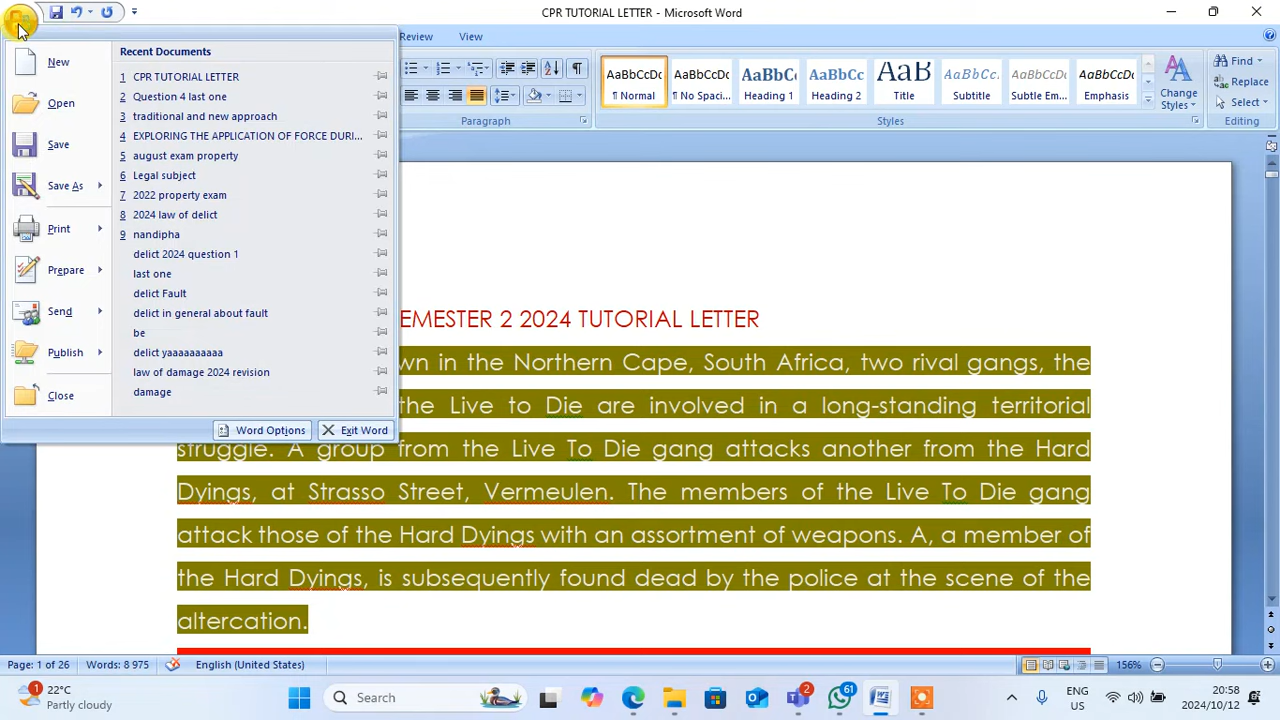 CPR TUTORIAL LETTER - Microsoft Word
Review View
Recent Documents
New
Open
Save
Save As
Print
Prepare
Send
Publish
Close
1 CPR TUTORIAL LETTER
2 Question 4 last one
3 traditional and new approach
4 EXPLORING THE APPLICATION OF FORCE DURI...
5 august exam property
6 Legal subject
7 2022 property exam
8 2024 law of delict
9 nandipha
delict 2024 question 1
last one
delict Fault
delict in general about fault
be
delict yaaaaaaaaaa
law of damage 2024 revision
damage
Word Options Exit Word
Paragraph
AaBbCcDc AaBbCcDc AaBbCc AaBbCc AaB AaBbCc. AaBbCcDc AaBbCcDc
¶ Normal ¶ No Spaci... Heading 1 Heading 2 Title Subtitle Subtle Em... Emphasis
Change
Styles
Styles
Find
Replace
Select
Editing
EMESTER 2 2024 TUTORIAL LETTER
wn in the Northern Cape, South Africa, two rival gangs, the
the Live to Die are involved in a long-standing territorial
struggle. A group from the Live To Die gang attacks another from the Hard
Dyings, at Strasso Street, Vermeulen. The members of the Live To Die gang
attack those of the Hard Dyings with an assortment of weapons. A, a member of
the Hard Dyings, is subsequently found dead by the police at the scene of the
altercation.
Page: 1 of 26 Words: 8 975 English (United States) 156%
1 22°C
Partly cloudy
Search
2
61
ENG
US
20:58
2024/10/12